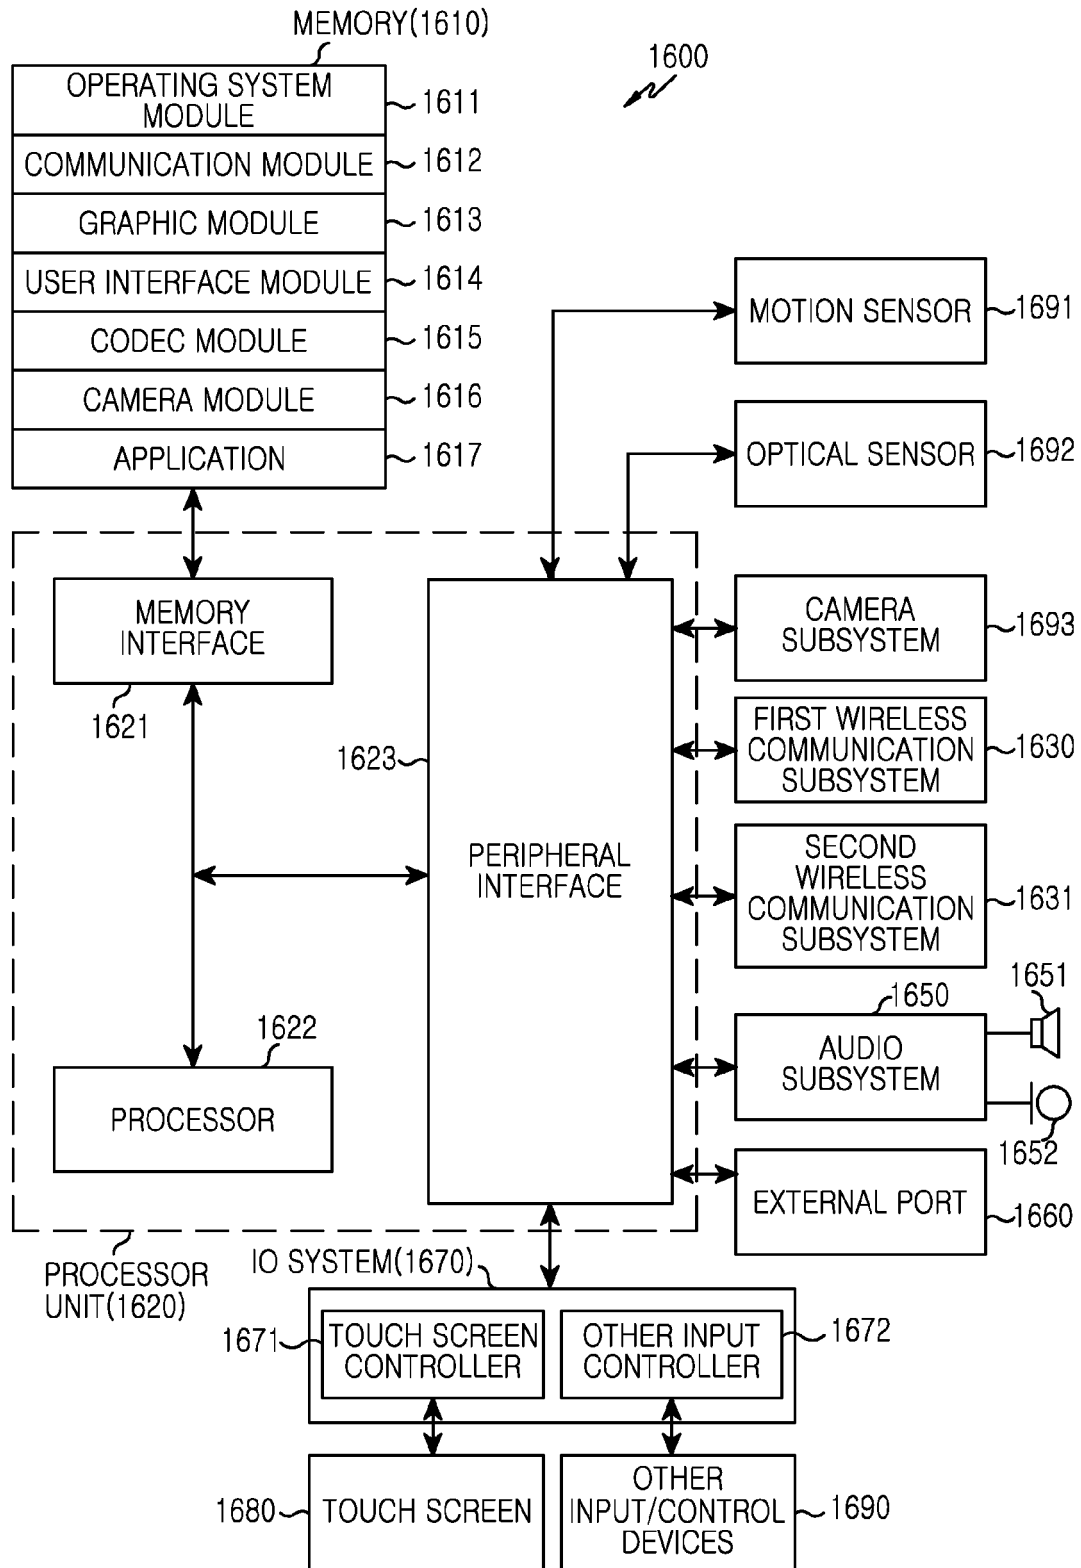 MEMORY(1610)
1600
OPERATING SYSTEM
MODULE
1611
COMMUNICATION MODULE
1612
GRAPHIC MODULE
1613
USER INTERFACE MODULE
1614
CODEC MODULE
1615
CAMERA MODULE
1616
APPLICATION
1617
MOTION SENSOR
1691
OPTICAL SENSOR
1692
MEMORY
INTERFACE
1621
CAMERA
SUBSYSTEM
1693
FIRST WIRELESS
COMMUNICATION
SUBSYSTEM
1630
1623
PERIPHERAL
INTERFACE
SECOND
WIRELESS
COMMUNICATION
SUBSYSTEM
1631
1622
PROCESSOR
1650
1651
AUDIO
SUBSYSTEM
1652
EXTERNAL PORT
1660
PROCESSOR
UNIT(1620)
IO SYSTEM(1670)
1671
TOUCH SCREEN
CONTROLLER
OTHER INPUT
CONTROLLER
1672
1680
TOUCH SCREEN
OTHER
INPUT/CONTROL
DEVICES
1690